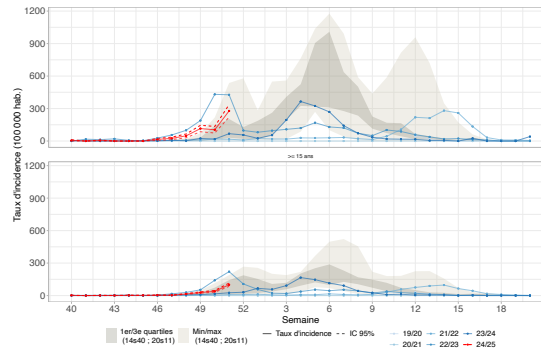 1200
900
600
300
0
>= 15 ans
1200
900
600
300
0
Taux d'incidence (100 000 hab.)
40 43 46 49 52 3 6 9 12 15 18
Semaine
1er/3e quartiles
(14s40 ; 20s11)
Min/max
(14s40 ; 20s11)
Taux d'incidence IC 95%
19/20 21/22 23/24
20/21 22/23 24/25